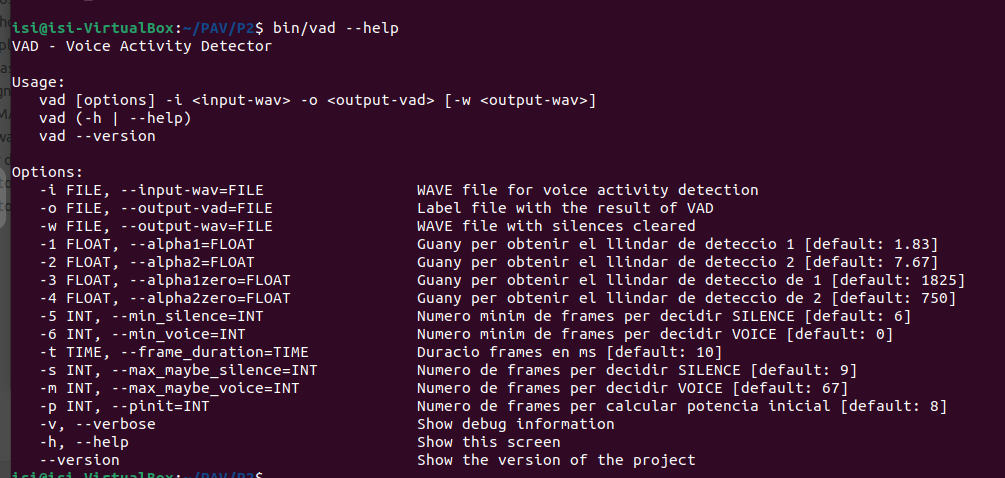 isi@isi-VirtualBox:~/PAV/P2$ bin/vad --help
VAD - Voice Activity Detector
Usage:
vad [options] -i <input-wav> -o <output-vad> [-w <output-wav>]
vad (-h | --help)
vad --version
Options:
-i FILE, --input-wav=FILE WAVE file for voice activity detection
-o FILE, --output-vad=FILE Label file with the result of VAD
-w FILE, --output-wav=FILE WAVE file with silences cleared
-1 FLOAT, --alpha1=FLOAT Guany per obtenir el llindar de deteccio 1 [default: 1.83]
-2 FLOAT, --alpha2=FLOAT Guany per obtenir el llindar de deteccio 2 [default: 7.67]
-3 FLOAT, --alpha1zero=FLOAT Guany per obtenir el llindar de deteccio de 1 [default: 1825]
-4 FLOAT, --alpha2zero=FLOAT Guany per obtenir el llindar de deteccio de 2 [default: 750]
-5 INT, --min_silence=INT Numero minim de frames per decidir SILENCE [default: 6]
-6 INT, --min_voice=INT Numero minim de frames per decidir VOICE [default: 0]
-t TIME, --frame_duration=TIME Duracio frames en ms [default: 10]
-s INT, --max_maybe_silence=INT Numero de frames per decidir SILENCE [default: 9]
-m INT, --max_maybe_voice=INT Numero de frames per decidir VOICE [default: 67]
-p INT, --pinit=INT Numero de frames per calcular potencia inicial [default: 8]
-v, --verbose Show debug information
-h, --help Show this screen
--version Show the version of the project
isi@isi-VirtualBox:~/PAV/P2$